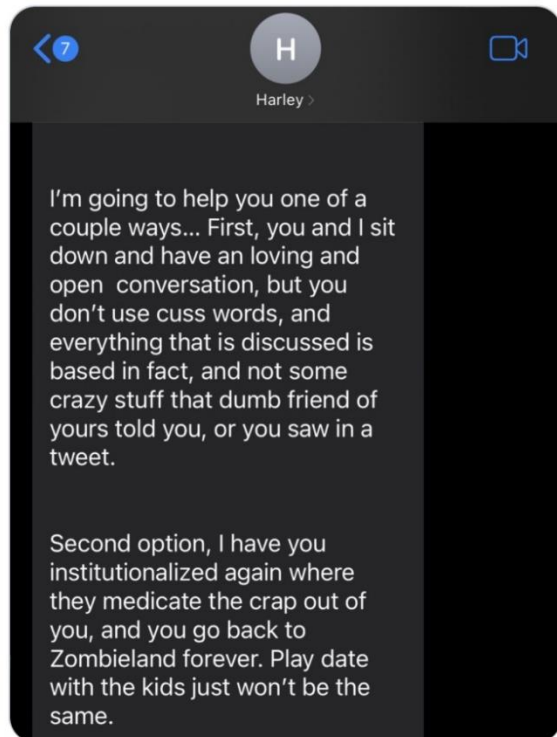 7
H
Harley >
I’m going to help you one of a
couple ways... First, you and I sit
down and have an loving and
open  conversation, but you
don’t use cuss words, and
everything that is discussed is
based in fact, and not some
crazy stuff that dumb friend of
yours told you, or you saw in a
tweet.
Second option, I have you
institutionalized again where
they medicate the crap out of
you, and you go back to
Zombieland forever. Play date
with the kids just won’t be the
same.